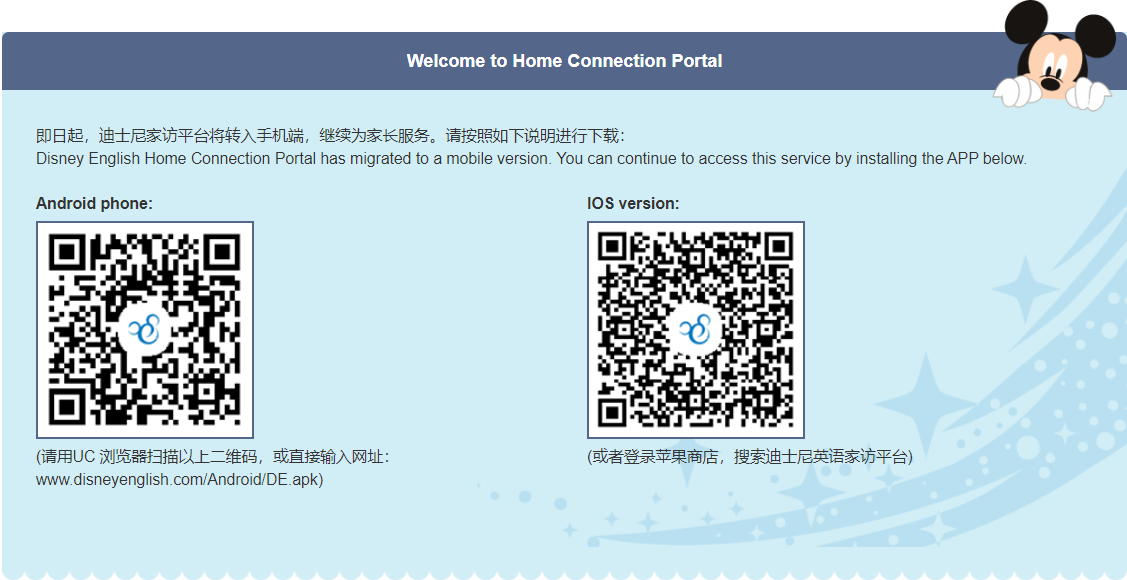 Welcome to Home Connection Portal
即日起，迪士尼家访平台将转入手机端，继续为家长服务。请按照如下说明进行下载：
Disney English Home Connection Portal has migrated to a mobile version. You can continue to access this service by installing the APP below.
Android phone:
(请用UC 浏览器扫描以上二维码，或直接输入网址：
www.disneyenglish.com/Android/DE.apk)
IOS version:
(或者登录苹果商店，搜索迪士尼英语家访平台)